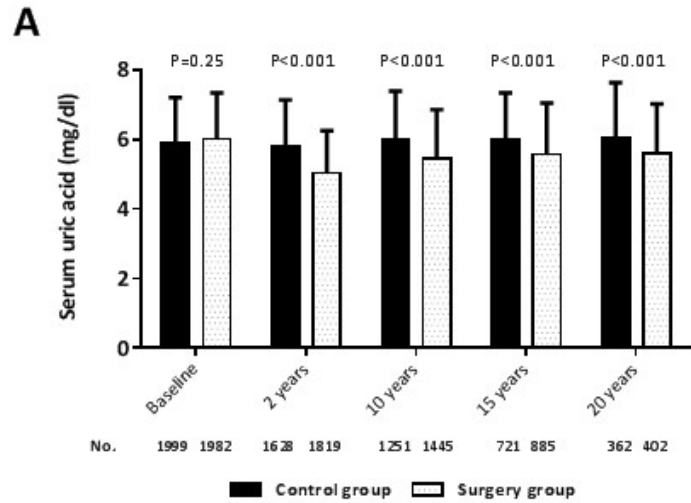 A
P=0.25 P<0.001 P<0.001 P<0.001 P<0.001
8
6
4
2
0
Serum uric acid (mg/dl)
Baseline 2 years 10 years 15 years 20 years
No. 1999 1982 1628 1819 1251 1445 721 885 362 402
Control group Surgery group